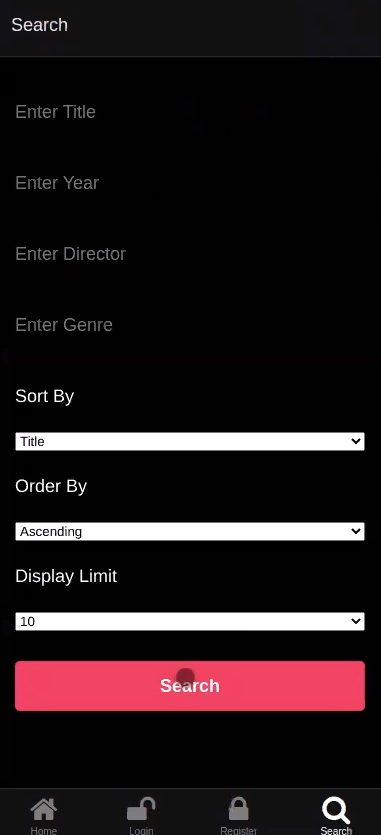 Search
Enter Title
Enter Year
Enter Director
Enter Genre
Sort By
Title
Order By
Ascending
Display Limit
10
Search
Home Login Register Search